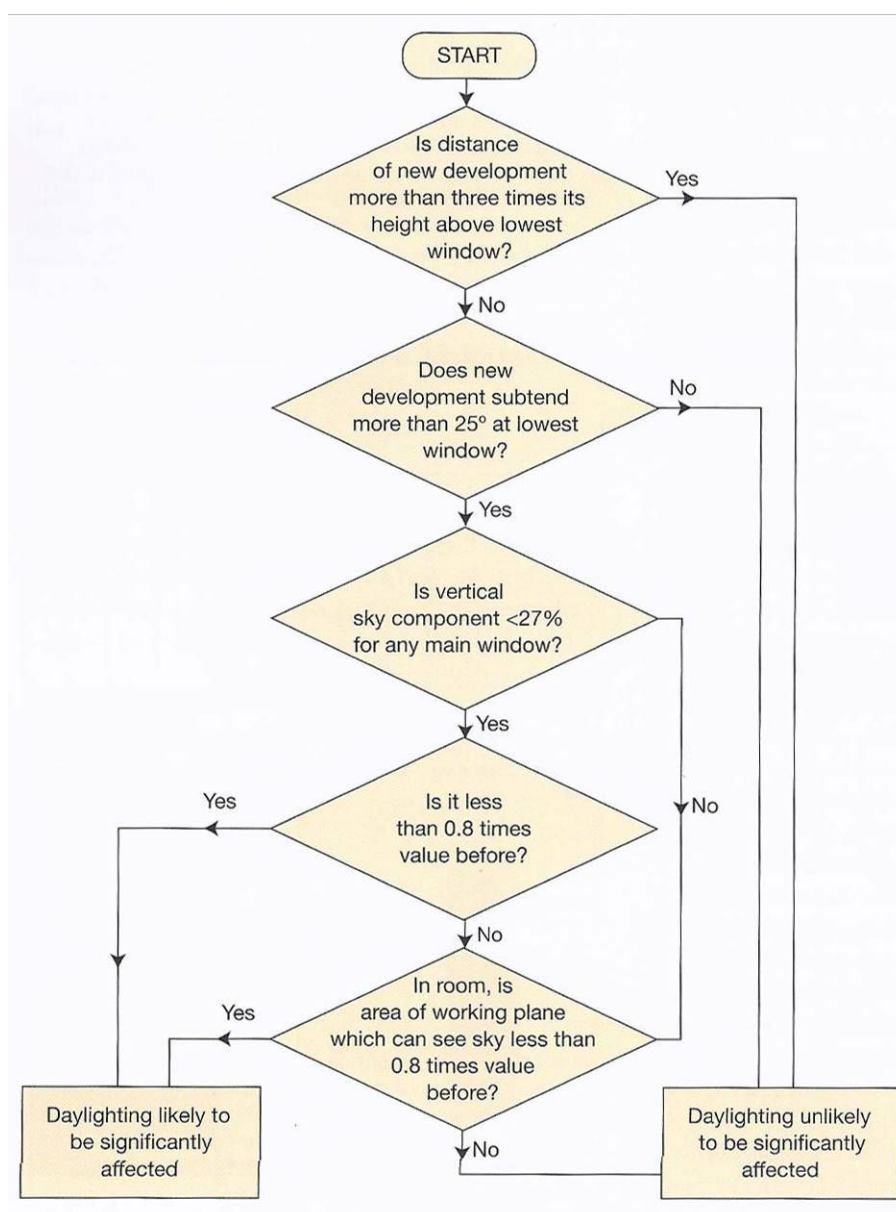 START
Is distance
of new development
more than three times its
height above lowest
window?
Yes
No
Does new
development subtend
more than 25º at lowest
window?
No
Yes
Is vertical
sky component <27%
for any main window?
Yes
No
Is it less
than 0.8 times
value before?
Yes
No
In room, is
area of working plane
which can see sky less than
0.8 times value
before?
Yes
No
Daylighting likely to
be significantly
affected
Daylighting unlikely
to be significantly
affected